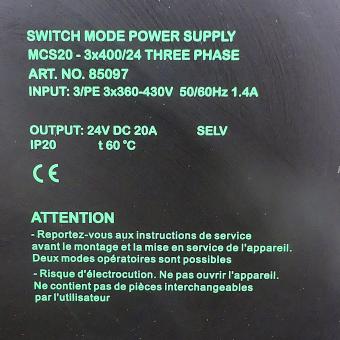 SWITCH MODE POWER SUPPLY
MCS20 - 3x400/24 THREE PHASE
ART. NO. 85097
INPUT: 3/PE 3x360-430V 50/60Hz 1.4A
OUTPUT: 24V DC 20A SELV
IP20 t 60 °C
CE
ATTENTION
- Reportez-vous aux instructions de service
avant le montage et la mise en service de l'appareil.
Deux modes opératoires sont possibles
- Risque d'électrocution. Ne pas ouvrir l'appareil.
Ne contient pas de pièces interchangeables
par l'utilisateur